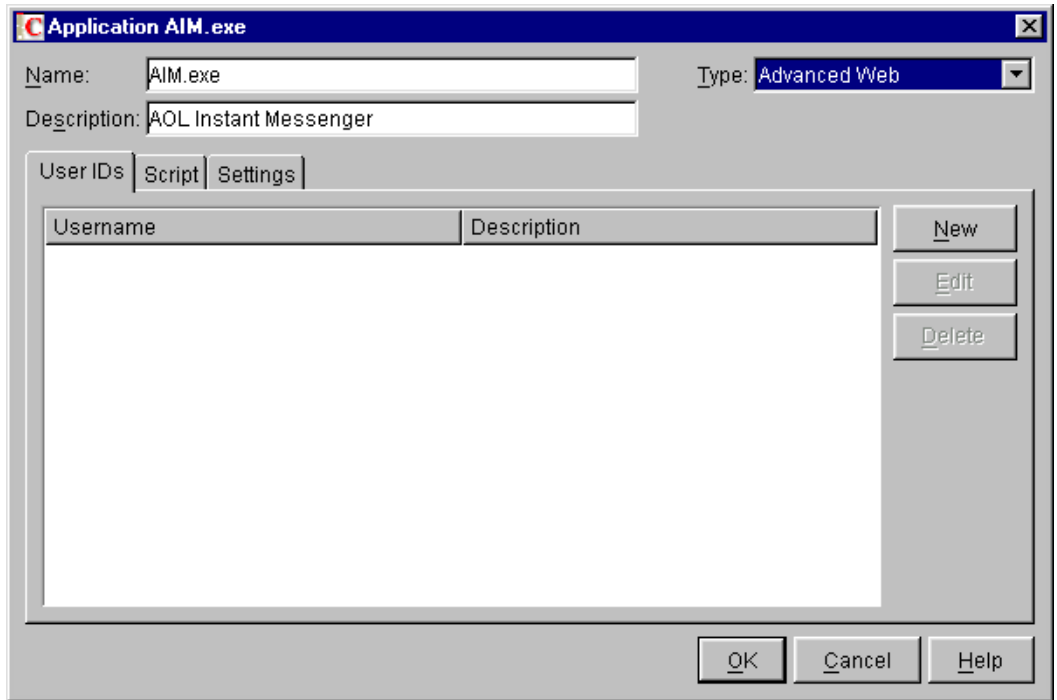 C Application AIM.exe
Name: AIM.exe Type: Advanced Web
Description: AOL Instant Messenger
User IDs Script Settings
Username Description New
Edit
Delete
OK Cancel Help